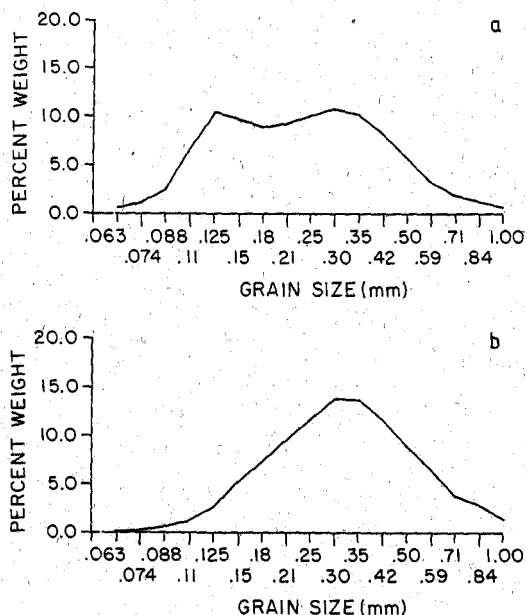 a
20.0
15.0
10.0
5.0
0.0
PERCENT WEIGHT
.063 .088 .125 .18 .25 .35 .50 .71 1.00
.074 .11 .15 .21 .30 .42 .59 .84
GRAIN SIZE (mm)
b
20.0
15.0
10.0
5.0
0.0
PERCENT WEIGHT
.063 .088 .125 .18 .25 .35 .50 .71 1.00
.074 .11 .15 .21 .30 .42 .59 .84
GRAIN SIZE (mm)